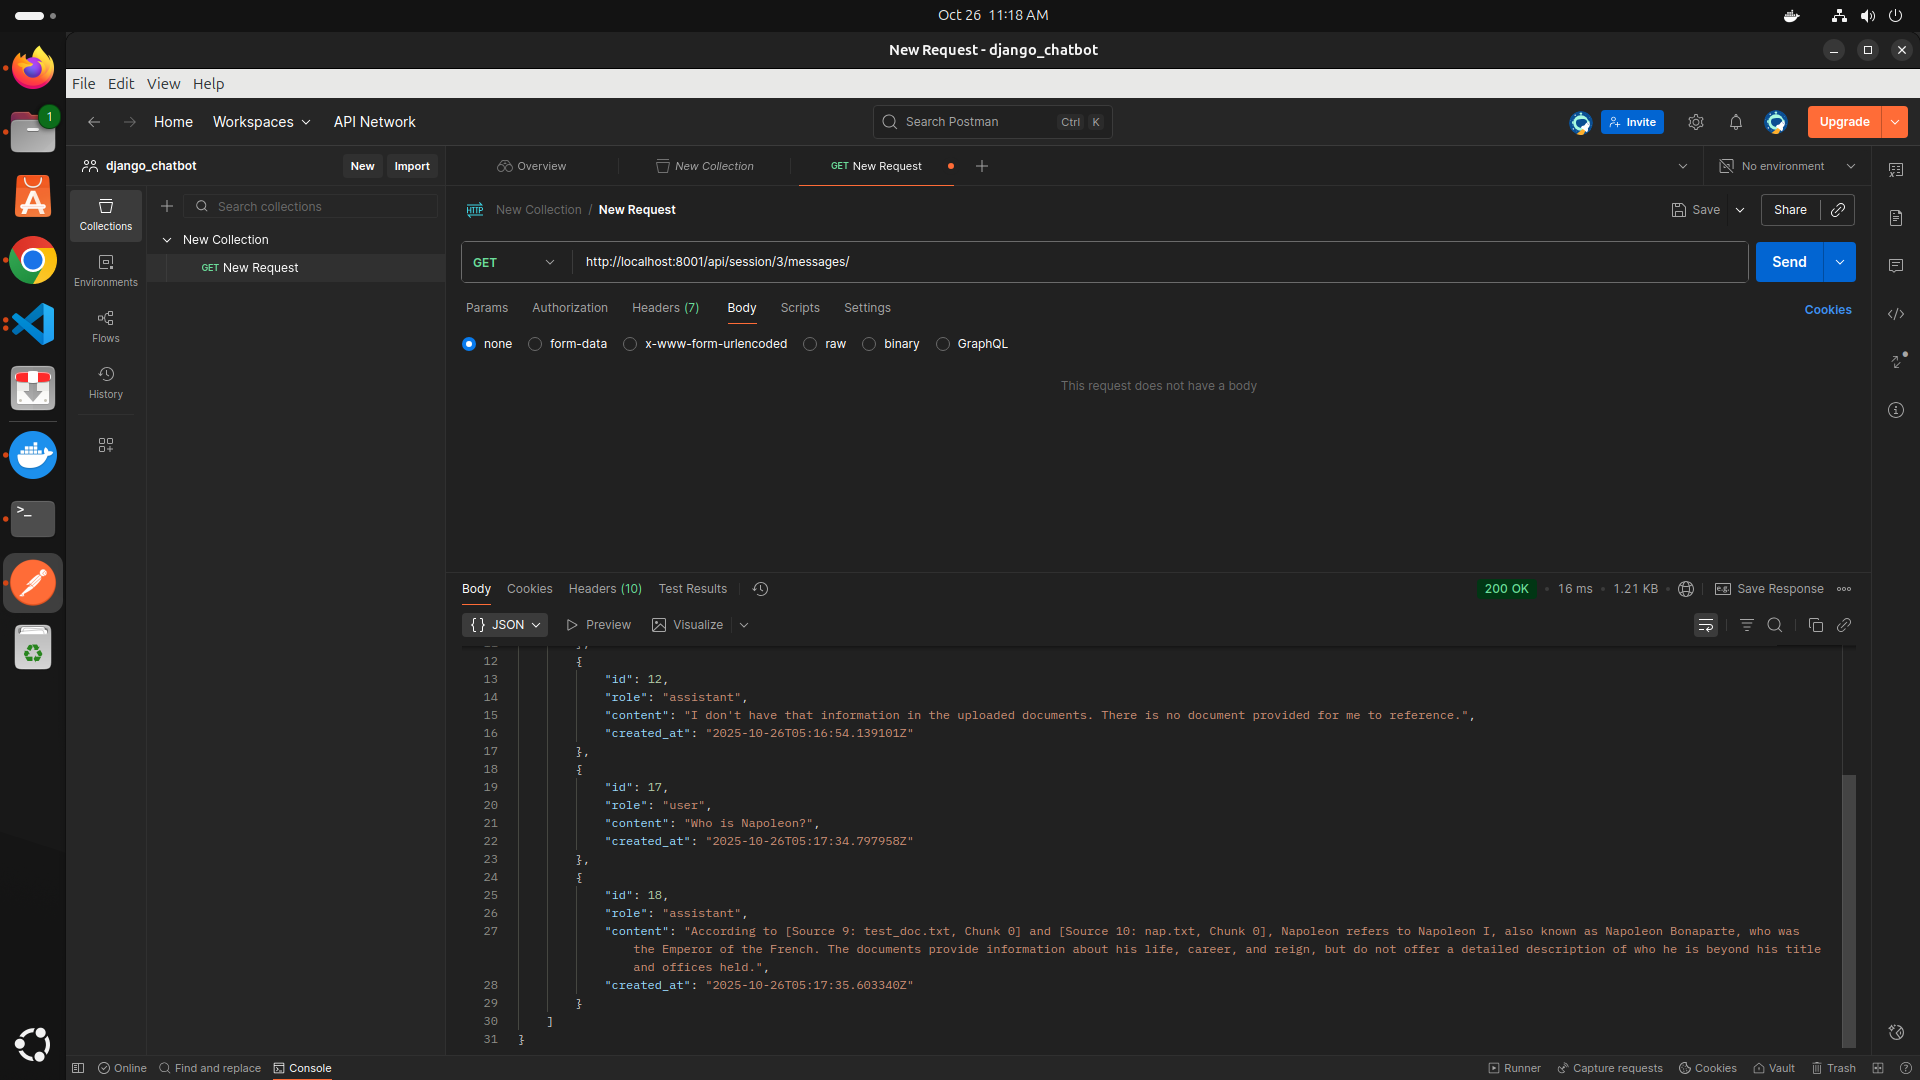 Oct 26 11:18 AM
New Request - django_chatbot
File Edit View Help
1
Home Workspaces API Network
Search Postman Ctrl K
Invite
Upgrade
django_chatbot New Import
Overview New Collection GET New Request No environment
Collections
Environments
Flows
History
Search collections
New Collection
GET New Request
HTTP New Collection / New Request Save Share
GET http://localhost:8001/api/session/3/messages/ Send
Params Authorization Headers (7) Body Scripts Settings Cookies
none form-data x-www-form-urlencoded raw binary GraphQL
This request does not have a body
Body Cookies Headers (10) Test Results 200 OK 16 ms 1.21 KB e.g. Save Response
{} JSON Preview Visualize
12 {
13 "id": 12,
14 "role": "assistant",
15 "content": "I don't have that information in the uploaded documents. There is no document provided for me to reference.",
16 "created_at": "2025-10-26T05:16:54.139101Z"
17 },
18 {
19 "id": 17,
20 "role": "user",
21 "content": "Who is Napoleon?",
22 "created_at": "2025-10-26T05:17:34.797958Z"
23 },
24 {
25 "id": 18,
26 "role": "assistant",
27 "content": "According to [Source 9: test_doc.txt, Chunk 0] and [Source 10: nap.txt, Chunk 0], Napoleon refers to Napoleon I, also known as Napoleon Bonaparte, who was
the Emperor of the French. The documents provide information about his life, career, and reign, but do not offer a detailed description of who he is beyond his title
and offices held.",
28 "created_at": "2025-10-26T05:17:35.603340Z"
29 }
30 ]
31 }
Online Find and replace Console Runner Capture requests Cookies Vault Trash